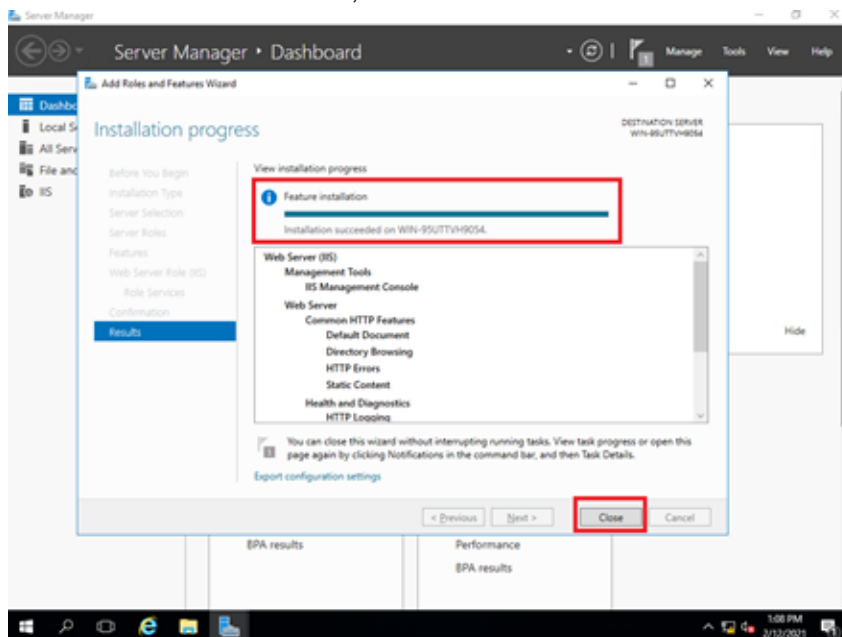 Server Manager
Server Manager • Dashboard
Manage Tools View Help
Add Roles and Features Wizard
Dashbo
Local Se
All Serv
File and
IIS
Installation progress
DESTINATION SERVER
WIN-95UTTVH9054
Before You Begin
Installation Type
Server Selection
Server Roles
Features
Web Server Role (IIS)
Role Services
Confirmation
Results
View installation progress
Feature installation
Installation succeeded on WIN-95UTTVH9054.
Web Server (IIS)
Management Tools
IIS Management Console
Web Server
Common HTTP Features
Default Document
Directory Browsing
HTTP Errors
Static Content
Health and Diagnostics
HTTP Logging
You can close this wizard without interrupting running tasks. View task progress or open this
page again by clicking Notifications in the command bar, and then Task Details.
Export configuration settings
< Previous Next > Close Cancel
Hide
BPA results
Performance
BPA results
1:08 PM
2/12/2021